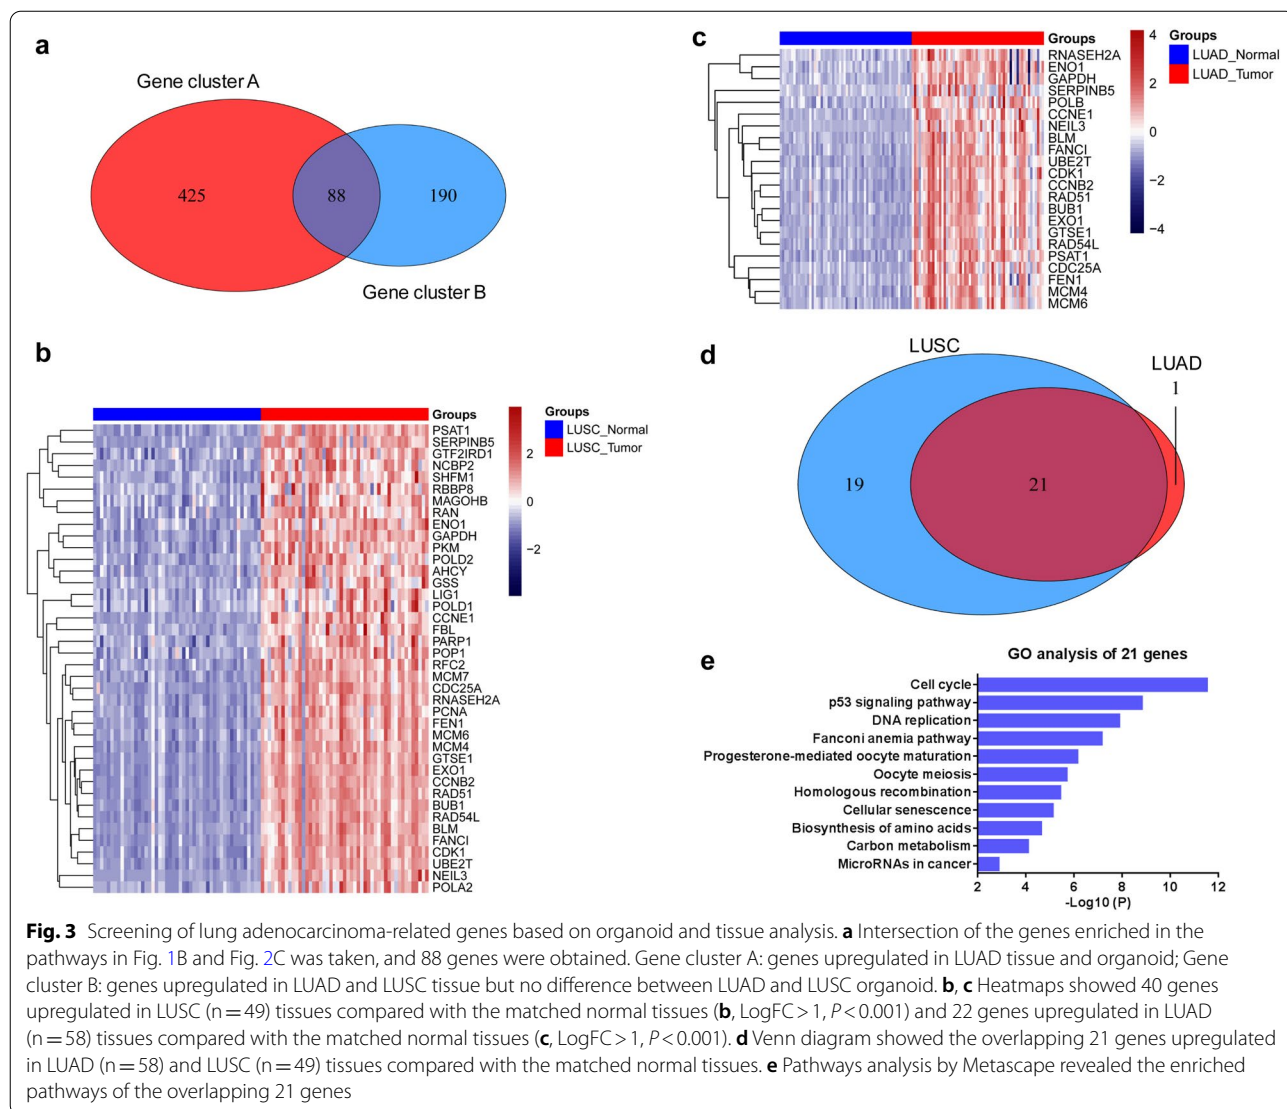 a
Gene cluster A
425
88
190
Gene cluster B
b
Groups
PSAT1
SERPINB5
GTF2IRD1
NCBP2
SHFM1
RBBP8
MAGOHB
RAN
ENO1
GAPDH
PKM
POLD2
AHCY
GSS
LIG1
POLD1
CCNE1
FBL
PARP1
POP1
RFC2
MCM7
CDC25A
RNASEH2A
PCNA
FEN1
MCM6
MCM4
GTSE1
EXO1
CCNB2
RAD51
BUB1
RAD54L
BLM
FANCI
CDK1
UBE2T
NEIL3
POLA2
2
0
−2
Groups
LUSC_Normal
LUSC_Tumor
c
Groups
RNASEH2A
ENO1
GAPDH
SERPINB5
POLB
CCNE1
NEIL3
BLM
FANCI
UBE2T
CDK1
CCNB2
RAD51
BUB1
EXO1
GTSE1
RAD54L
PSAT1
CDC25A
FEN1
MCM4
MCM6
4
2
0
−2
−4
Groups
LUAD_Normal
LUAD_Tumor
d
LUSC
LUAD
1
19
21
e
GO analysis of 21 genes
Cell cycle
p53 signaling pathway
DNA replication
Fanconi anemia pathway
Progesterone-mediated oocyte maturation
Oocyte meiosis
Homologous recombination
Cellular senescence
Biosynthesis of amino acids
Carbon metabolism
MicroRNAs in cancer
2 4 6 8 10 12
-Log10 (P)
Fig. 3 Screening of lung adenocarcinoma-related genes based on organoid and tissue analysis. a Intersection of the genes enriched in the
pathways in Fig. 1B and Fig. 2C was taken, and 88 genes were obtained. Gene cluster A: genes upregulated in LUAD tissue and organoid; Gene
cluster B: genes upregulated in LUAD and LUSC tissue but no difference between LUAD and LUSC organoid. b, c Heatmaps showed 40 genes
upregulated in LUSC (n = 49) tissues compared with the matched normal tissues (b, LogFC > 1, P < 0.001) and 22 genes upregulated in LUAD
(n = 58) tissues compared with the matched normal tissues (c, LogFC > 1, P < 0.001). d Venn diagram showed the overlapping 21 genes upregulated
in LUAD (n = 58) and LUSC (n = 49) tissues compared with the matched normal tissues. e Pathways analysis by Metascape revealed the enriched
pathways of the overlapping 21 genes